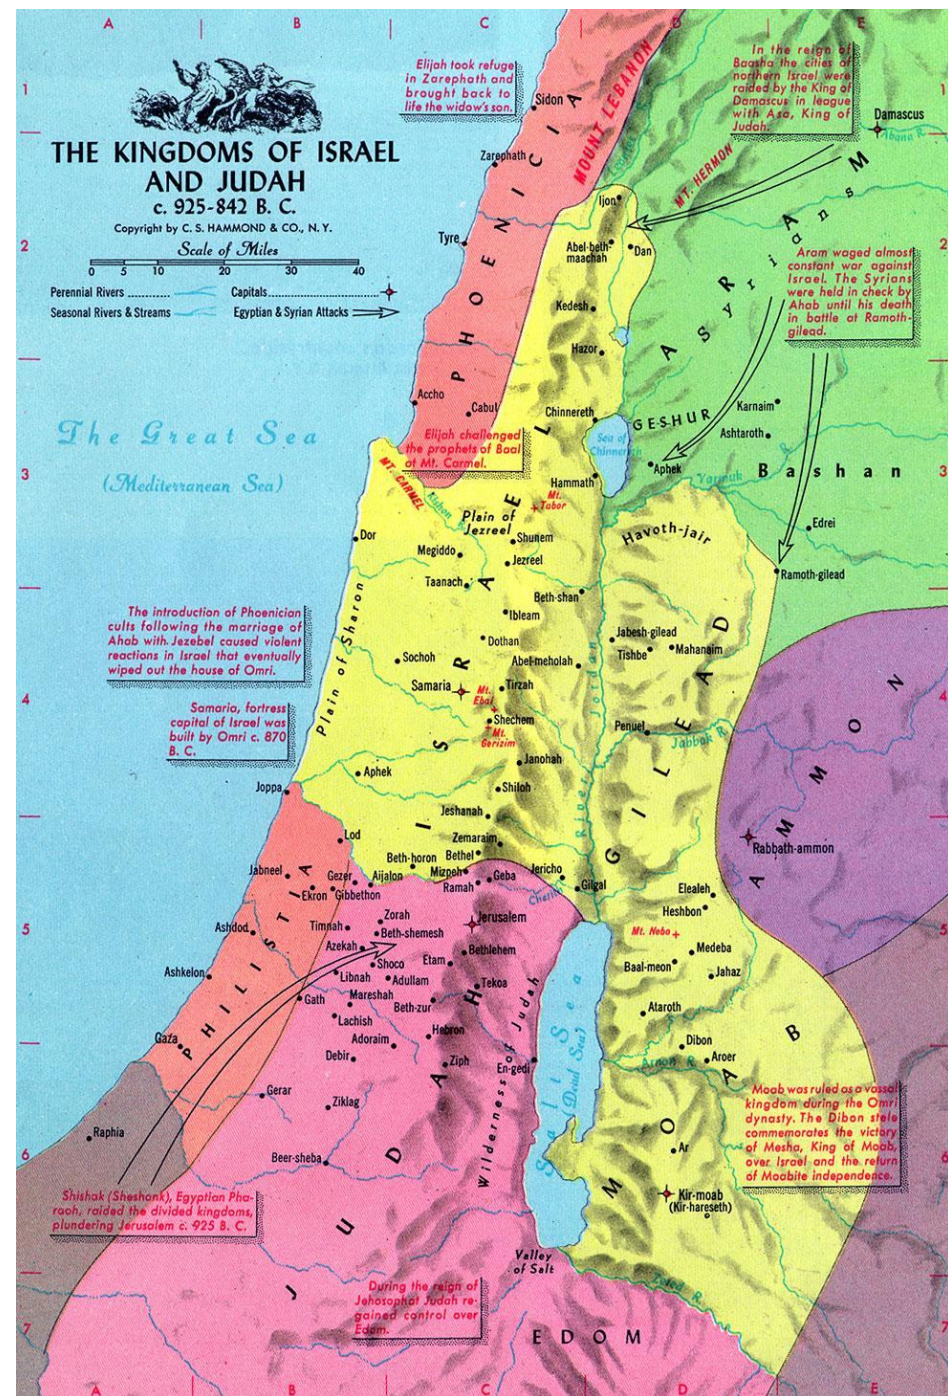 A B C D E
1
2
3
4
5
6
7
THE KINGDOMS OF ISRAEL
AND JUDAH
c. 925-842 B. C.
Copyright by C. S. HAMMOND & CO., N. Y.
Scale of Miles
0 5 10 20 30 40
Perennial Rivers
Capitals
Seasonal Rivers & Streams
Egyptian & Syrian Attacks
Elijah took refuge
in Zarephath and
brought back to
life the widow's son.
In the reign of
Baasha the cities of
northern Israel were
raided by the King of
Damascus in league
with Asa, King of
Judah.
Damascus
Abana R.
Sidon
MOUNT LEBANON
MT. HERMON
Zarephath
PHOENICIA
Ijon
Tyre
Abel-beth-
maachah
Dan
ARAM
Syrians
Aram waged almost
constant war against
Israel. The Syrians
were held in check by
Ahab until his death
in battle at Ramoth-
gilead.
Kedesh
Hazor
Accho
Cabul
Chinnereth
GESHUR
Karnaim
Ashtaroth
Sea of
Chinnereth
The Great Sea
(Mediterranean Sea)
Elijah challenged
the prophets of Baal
at Mt. Carmel.
MT. CARMEL
Kishon
Aphek
Bashan
Yarmuk R.
Hammath
Mt.
Tabor
Plain of
Jezreel
Havoth-jair
Edrei
Dor
Shunem
Megiddo
Jezreel
Taanach
Beth-shan
Ramoth-gilead
Plain of Sharon
Ibleam
The introduction of Phoenician
cults following the marriage of
Ahab with Jezebel caused violent
reactions in Israel that eventually
wiped out the house of Omri.
Dothan
Jabesh-gilead
Tishbe
Mahanaim
Sochoh
Abel-meholah
ISRAEL
Samaria
Tirzah
Mt.
Ebal
Shechem
Mt.
Gerizim
River Jordan
Penuel
Jabbok R.
GILEAD
AMMON
Samaria, fortress
capital of Israel was
built by Omri c. 870
B. C.
Janohah
Aphek
Joppa
Shiloh
Jeshanah
Lod
Zemaraim
Bethel
Rabbath-ammon
Beth-horon
Mizpeh
Jericho
Jabneel
Gezer
Aijalon
Ramah
Geba
Gilgal
Cherith
Ekron
Gibbethon
Elealeh
Heshbon
PHILISTIA
Zorah
Jerusalem
Ashdod
Timnah
Beth-shemesh
Mt. Nebo
Azekah
Bethlehem
Medeba
Etam
Baal-meon
Jahaz
Ashkelon
Shoco
Libnah
Adullam
Tekoa
Gath
Mareshah
Beth-zur
Ataroth
Lachish
Hebron
Gaza
Adoraim
Dibon
Debir
Ziph
En-gedi
Arnon R.
Aroer
Salt Sea
(Dead Sea)
Wilderness of Judah
Gerar
Ziklag
JUDAH
MOAB
Moab was ruled as a vassal
kingdom during the Omri
dynasty. The Dibon stele
commemorates the victory
of Mesha, King of Moab,
over Israel and the return
of Moabite independence.
Raphia
Beer-sheba
Ar
Kir-moab
(Kir-hareseth)
Shishak (Sheshonk), Egyptian Pha-
raoh, raided the divided kingdoms,
plundering Jerusalem c. 925 B. C.
Valley
of Salt
Zered R.
During the reign of
Jehosophat Judah re-
gained control over
Edom.
EDOM
A B C D E